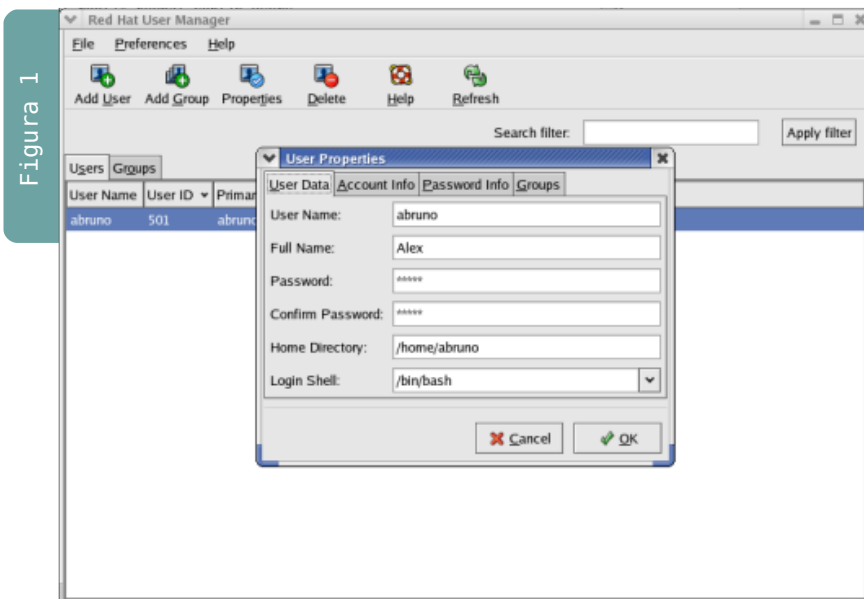 Figura 1
Red Hat User Manager
File Preferences Help
Add User Add Group Properties Delete Help Refresh
Search filter: Apply filter
Users Groups
User Name User ID Primar
abruno 501 abruno
User Properties
User Data Account Info Password Info Groups
User Name: abruno
Full Name: Alex
Password: *****
Confirm Password: *****
Home Directory: /home/abruno
Login Shell: /bin/bash
Cancel OK